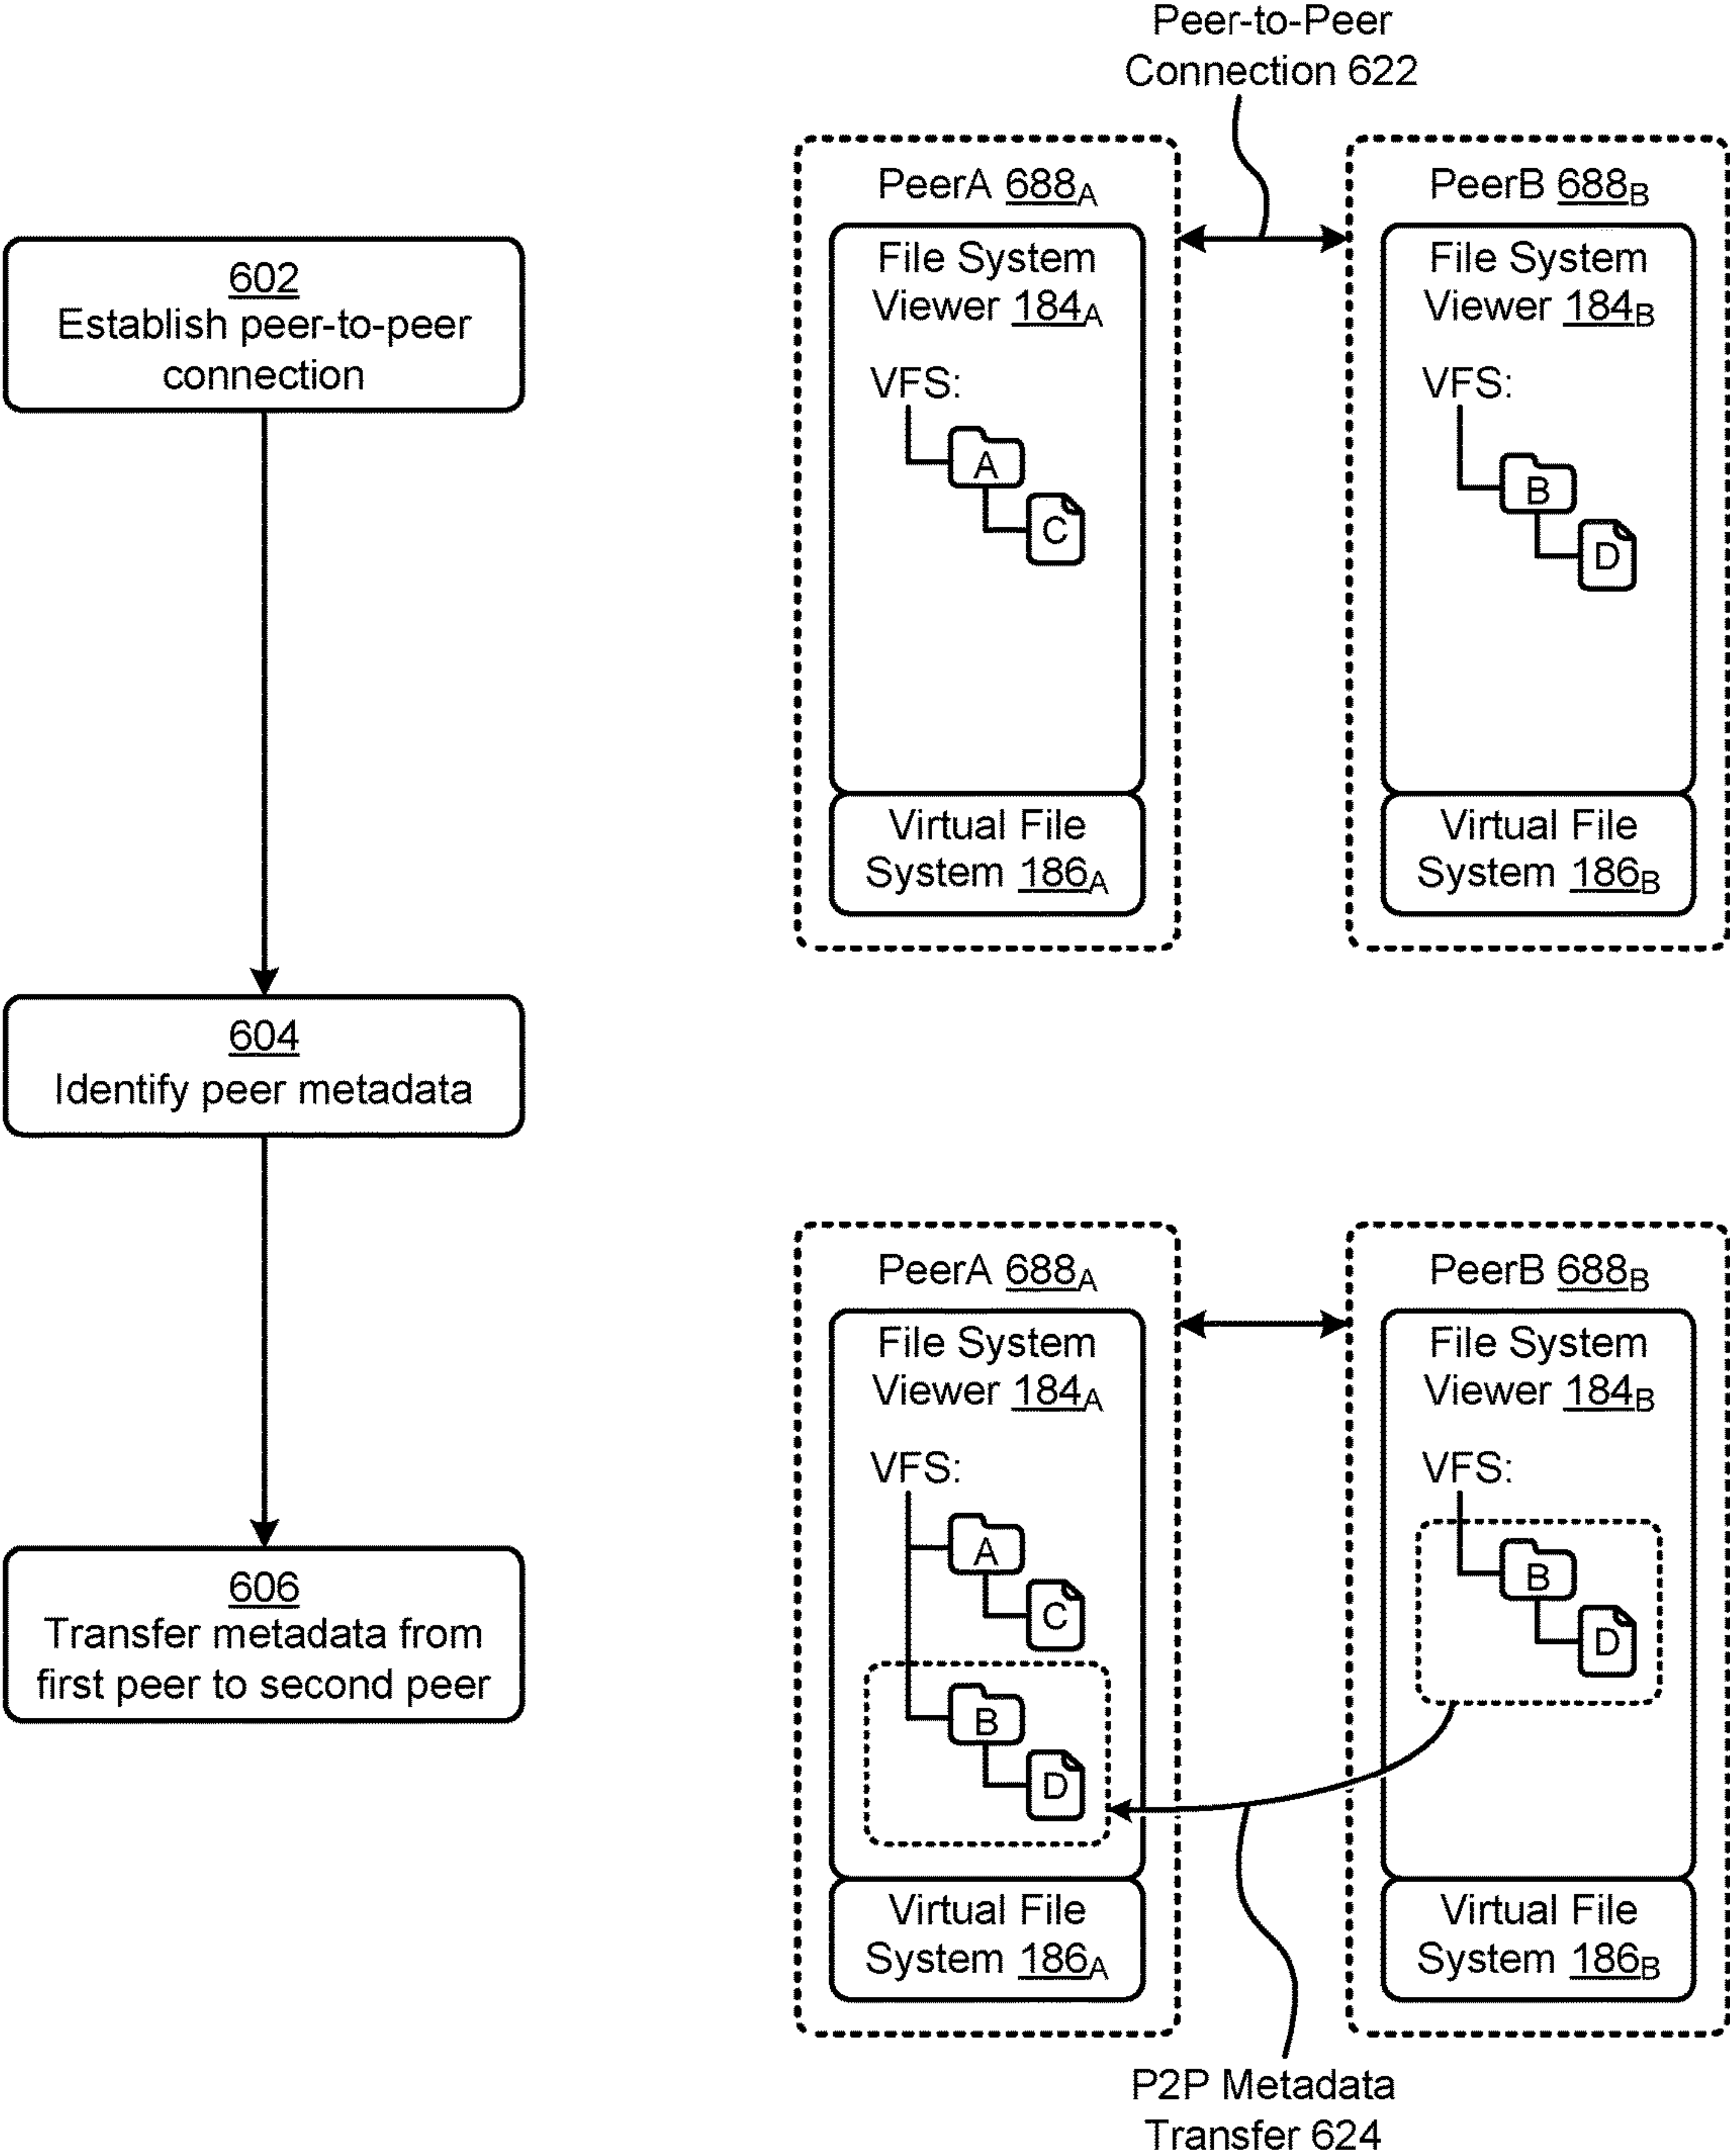 Peer-to-Peer
Connection 622
602
Establish peer-to-peer
connection
PeerA 688A
File System
Viewer 184A
VFS:
A
C
Virtual File
System 186A
PeerB 688B
File System
Viewer 184B
VFS:
B
D
Virtual File
System 186B
604
Identify peer metadata
606
Transfer metadata from
first peer to second peer
PeerA 688A
File System
Viewer 184A
VFS:
A
C
B
D
Virtual File
System 186A
PeerB 688B
File System
Viewer 184B
VFS:
B
D
Virtual File
System 186B
P2P Metadata
Transfer 624